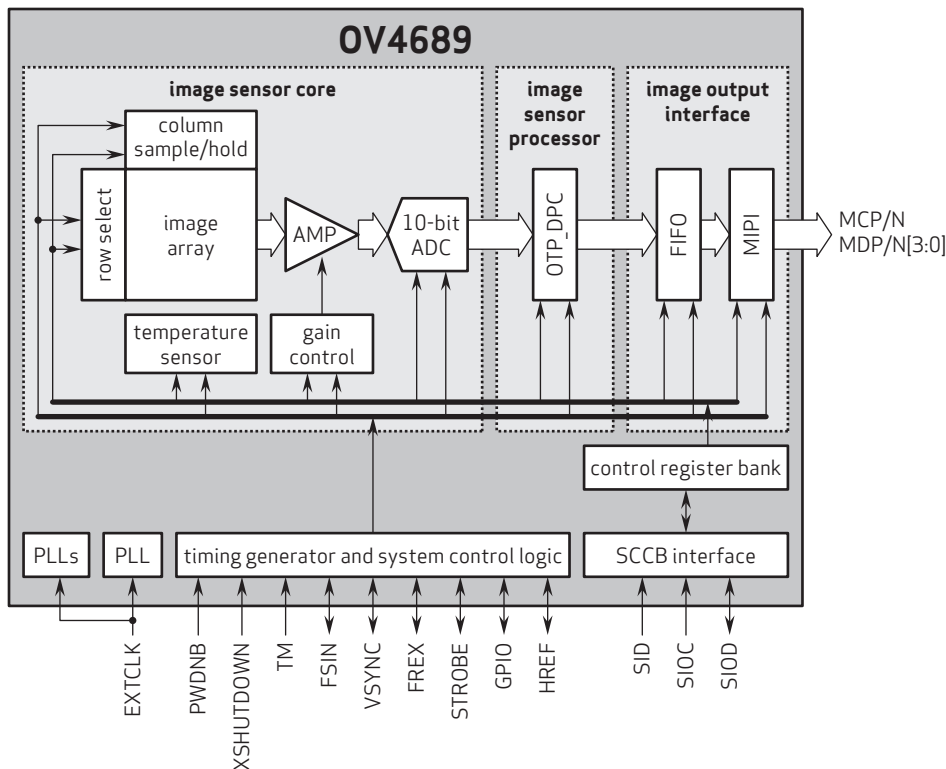 OV4689
image sensor core
image
sensor
processor
image output
interface
column
sample/hold
row select
image
array
AMP
10-bit
ADC
OTP_DPC
FIFO
MIPI
MCP/N
MDP/N[3:0]
temperature
sensor
gain
control
control register bank
PLLs
PLL
timing generator and system control logic
SCCB interface
EXTCLK
PWDNB
XSHUTDOWN
TM
FSIN
VSYNC
FREX
STROBE
GPIO
HREF
SID
SIOC
SIOD